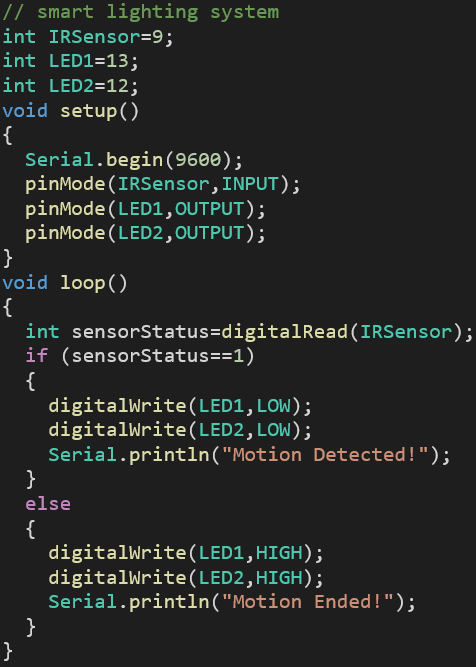 // smart lighting system
int IRSensor=9;
int LED1=13;
int LED2=12;
void setup()
{
  Serial.begin(9600);
  pinMode(IRSensor,INPUT);
  pinMode(LED1,OUTPUT);
  pinMode(LED2,OUTPUT);
}
void loop()
{
  int sensorStatus=digitalRead(IRSensor);
  if (sensorStatus==1)
  {
    digitalWrite(LED1,LOW);
    digitalWrite(LED2,LOW);
    Serial.println("Motion Detected!");
  }
  else
  {
    digitalWrite(LED1,HIGH);
    digitalWrite(LED2,HIGH);
    Serial.println("Motion Ended!");
  }
}